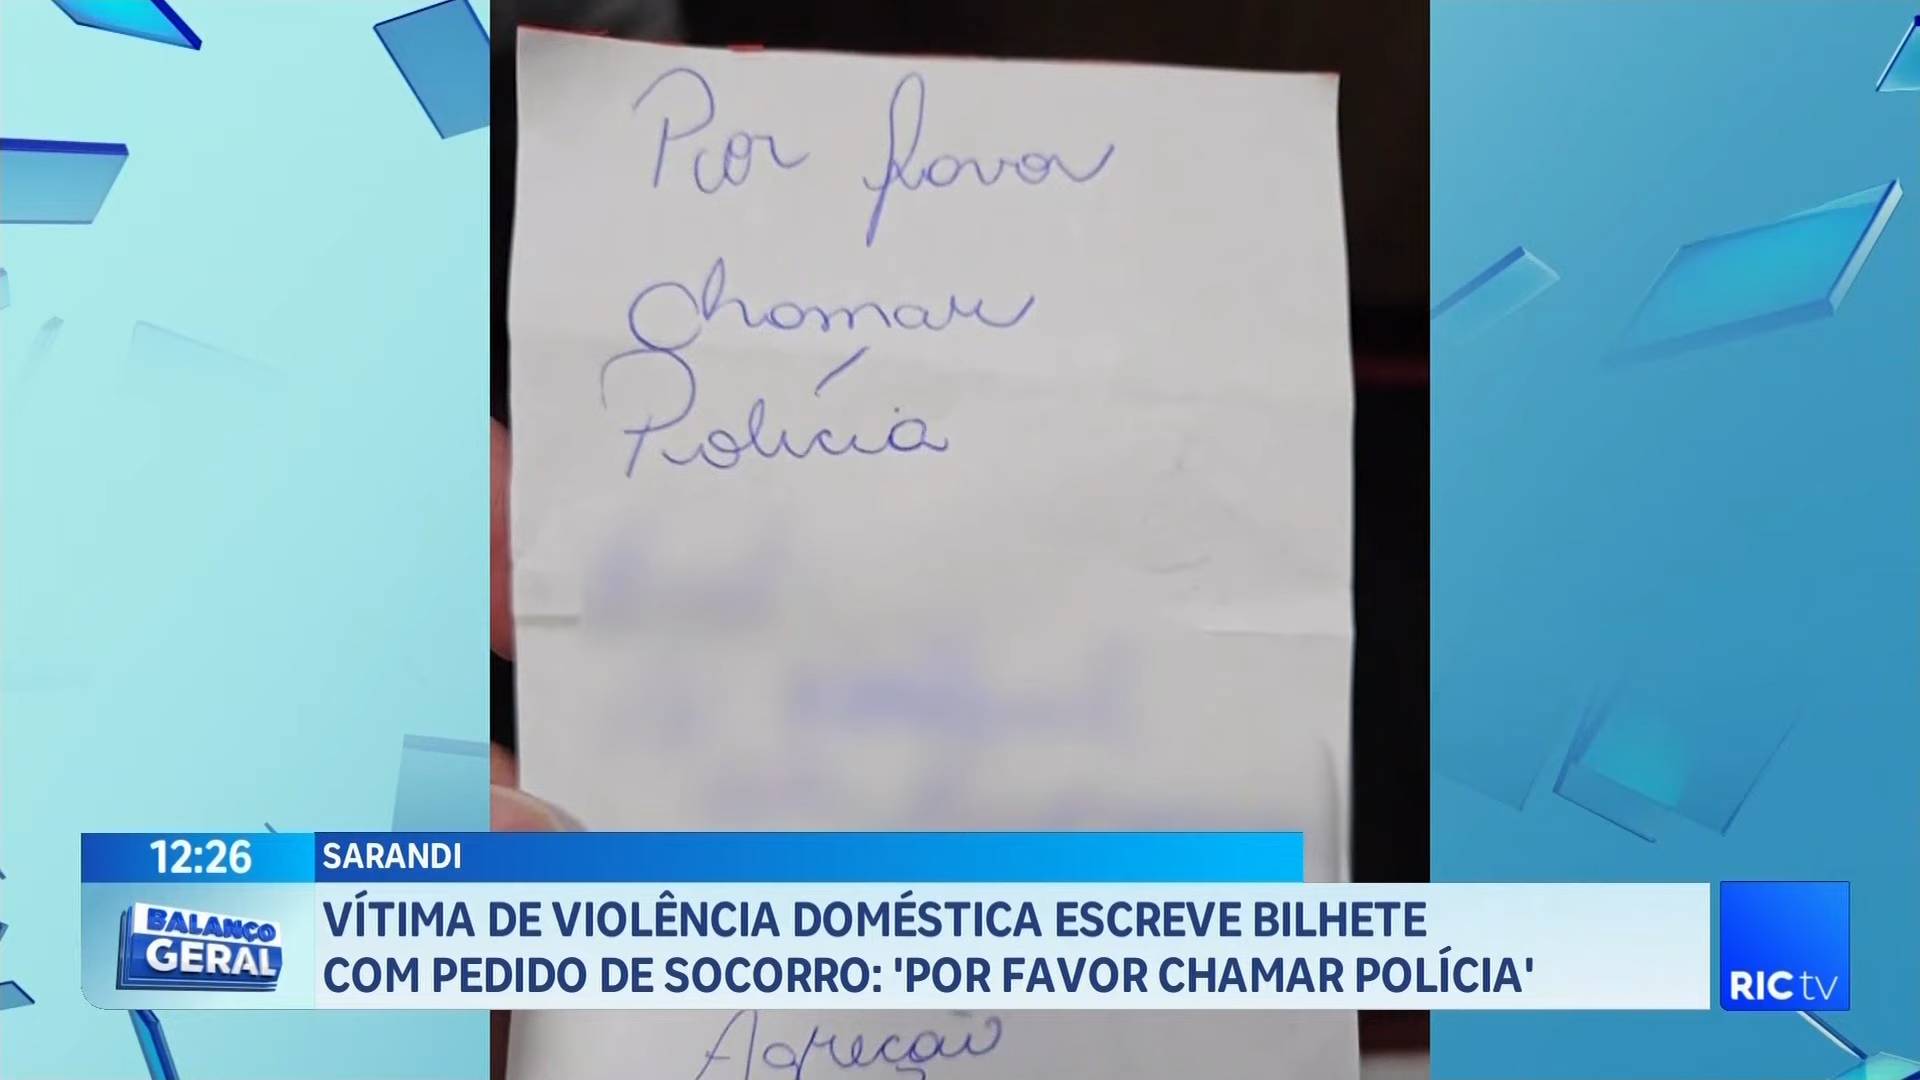 Por favor
chamar
Polícia
12:26
SARANDI
BALANÇO
GERAL
VÍTIMA DE VIOLÊNCIA DOMÉSTICA ESCREVE BILHETE
COM PEDIDO DE SOCORRO: 'POR FAVOR CHAMAR POLÍCIA'
RIC tv
Agreção